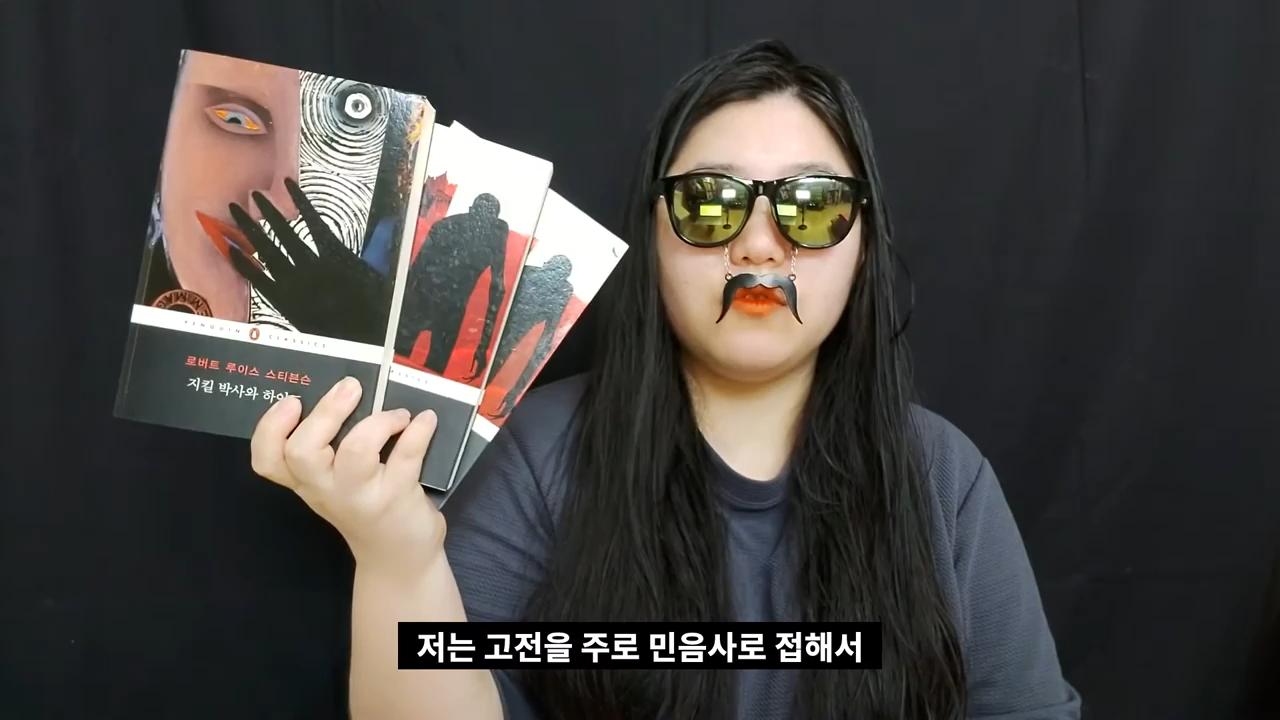 PENGUIN CLASSICS
로버트 루이스 스티븐슨
지킬 박사와 하이드
저는 고전을 주로 민음사로 접해서